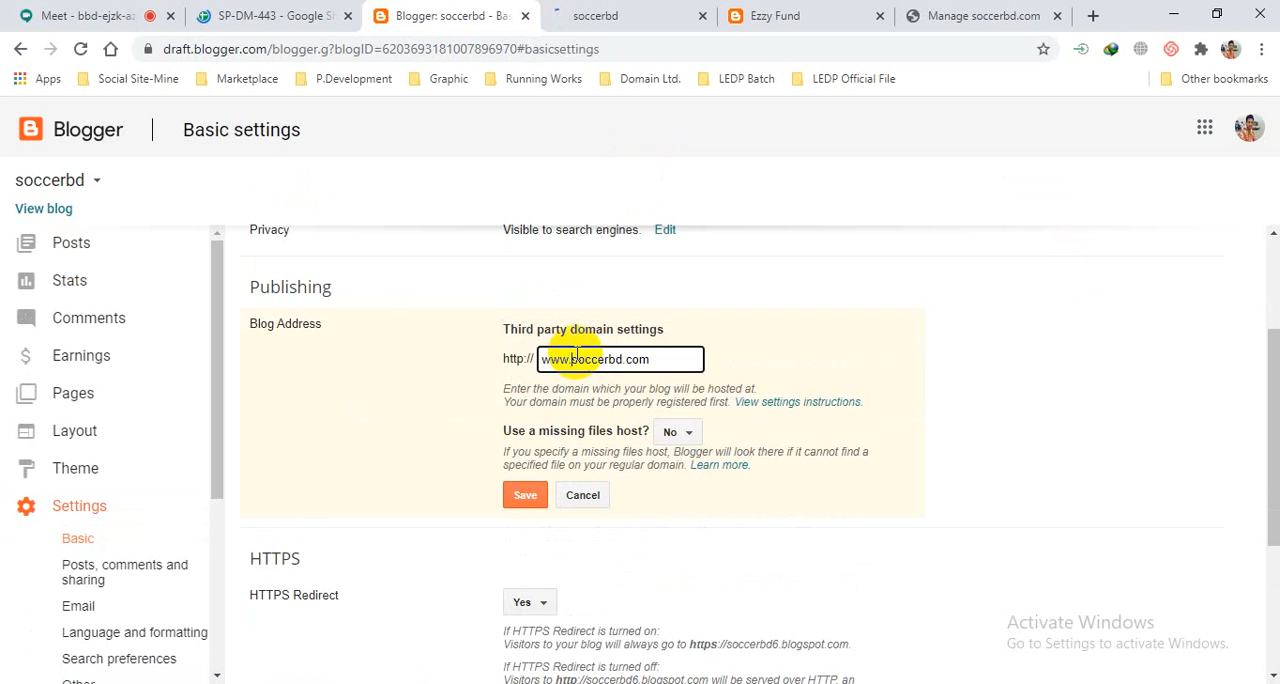 Meet - bbd-ejzk-a
SP-DM-443 - Google S
Blogger: soccerbd - Ba
soccerbd
Ezzy Fund
Manage soccerbd.com
draft.blogger.com/blogger.g?blogID=6203693181007896970#basicsettings
Apps
Social Site-Mine
Marketplace
P.Development
Graphic
Running Works
Domain Ltd.
LEDP Batch
LEDP Official File
Other bookmarks
Blogger
Basic settings
soccerbd
View blog
Posts
Stats
Comments
Earnings
Pages
Layout
Theme
Settings
Basic
Posts, comments and
sharing
Email
Language and formatting
Search preferences
Privacy
Visible to search engines. Edit
Publishing
Blog Address
Third party domain settings
http:// www.soccerbd.com
Enter the domain which your blog will be hosted at.
Your domain must be properly registered first. View settings instructions.
Use a missing files host? No
If you specify a missing files host, Blogger will look there if it cannot find a
specified file on your regular domain. Learn more.
Save Cancel
HTTPS
HTTPS Redirect
Yes
If HTTPS Redirect is turned on:
Visitors to your blog will always go to https://soccerbd6.blogspot.com.
If HTTPS Redirect is turned off:
Visitors to http://soccerbd6.blogspot.com will be served over HTTP, an
Activate Windows
Go to Settings to activate Windows.